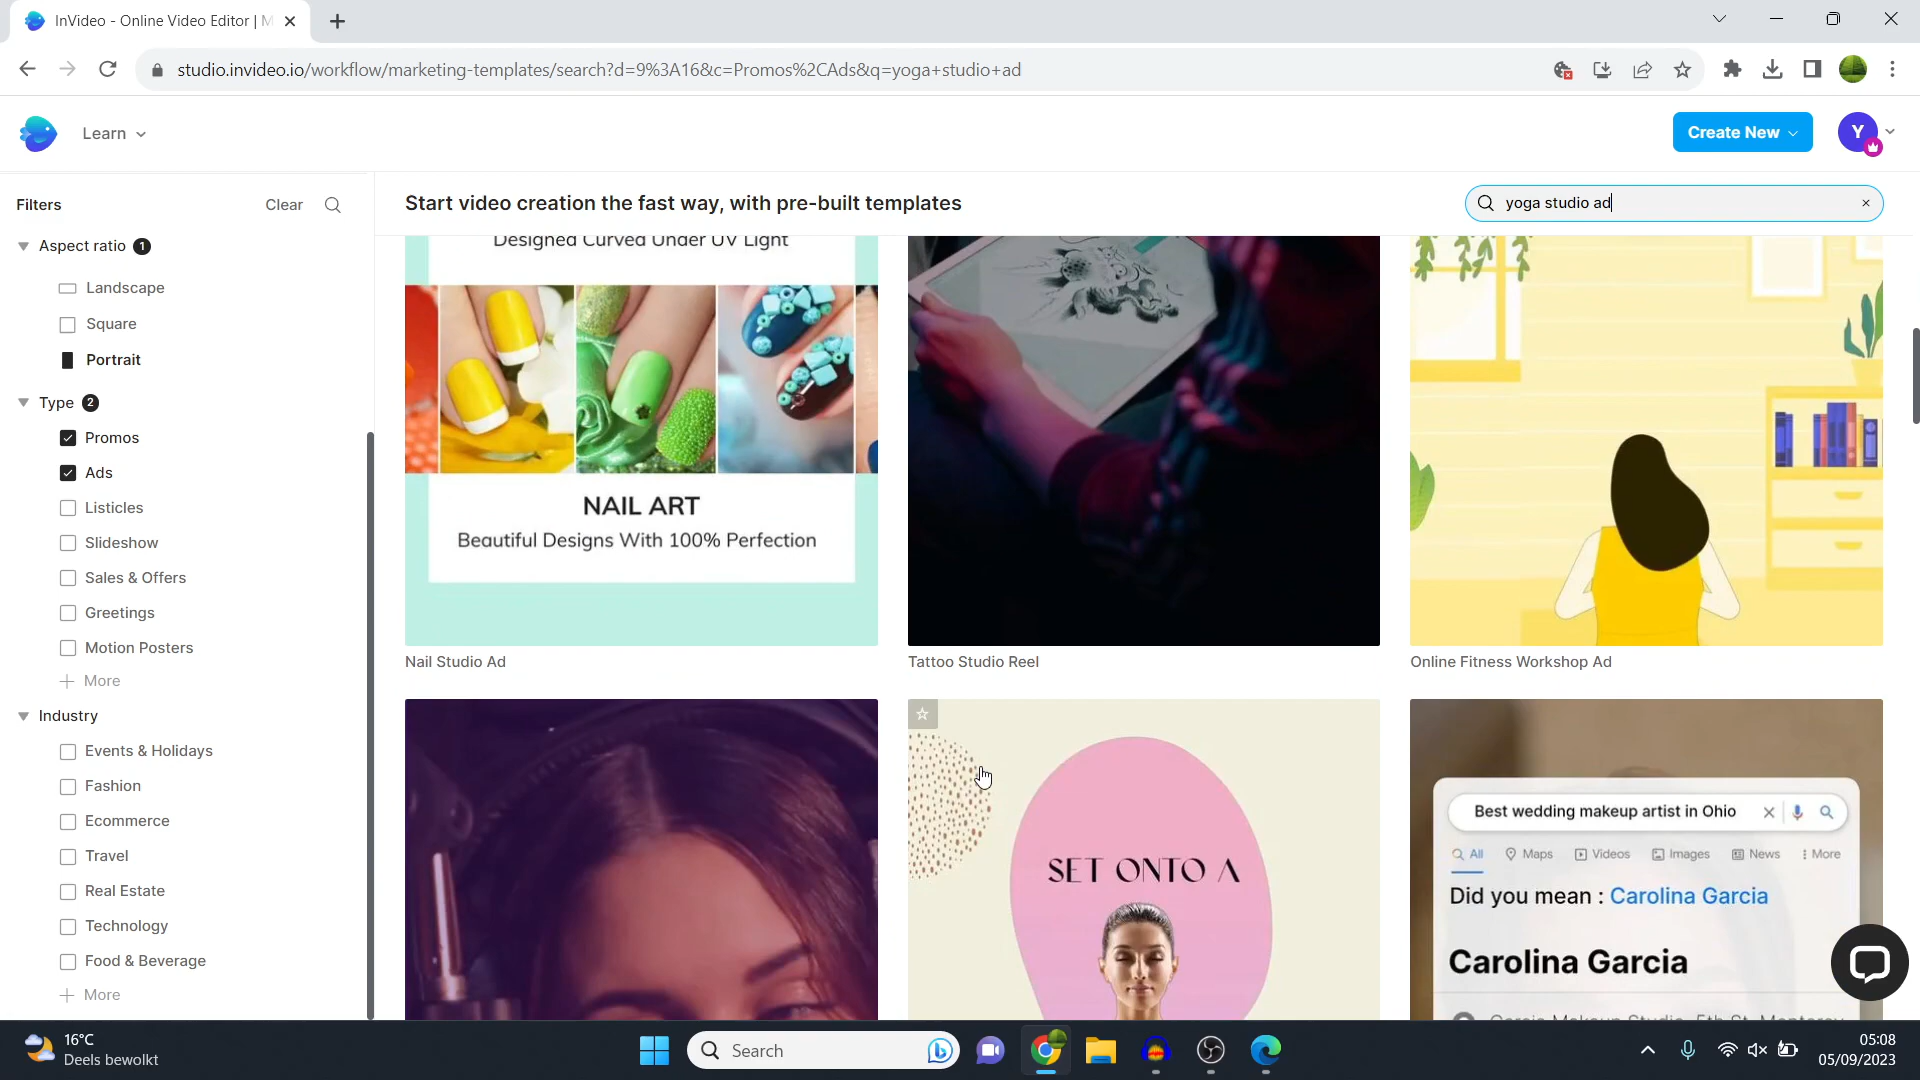 InVideo - Online Video Editor | M
studio.invideo.io/workflow/marketing-templates/search?d=9%3A16&c=Promos%2CAds&q=yoga+studio+ad
Learn
Create New
Y
Filters
Clear
Start video creation the fast way, with pre-built templates
yoga studio ad
Aspect ratio 1
Landscape
Square
Portrait
Type 2
Promos
Ads
Listicles
Slideshow
Sales & Offers
Greetings
Motion Posters
More
Industry
Events & Holidays
Fashion
Ecommerce
Travel
Real Estate
Technology
Food & Beverage
More
Designed Curved Under UV Light
NAIL ART
Beautiful Designs With 100% Perfection
Nail Studio Ad
Tattoo Studio Reel
Online Fitness Workshop Ad
SET ONTO A
Best wedding makeup artist in Ohio
All Maps Videos Images News More
Did you mean : Carolina Garcia
Carolina Garcia
16°C
Deels bewolkt
Search
05:08
05/09/2023